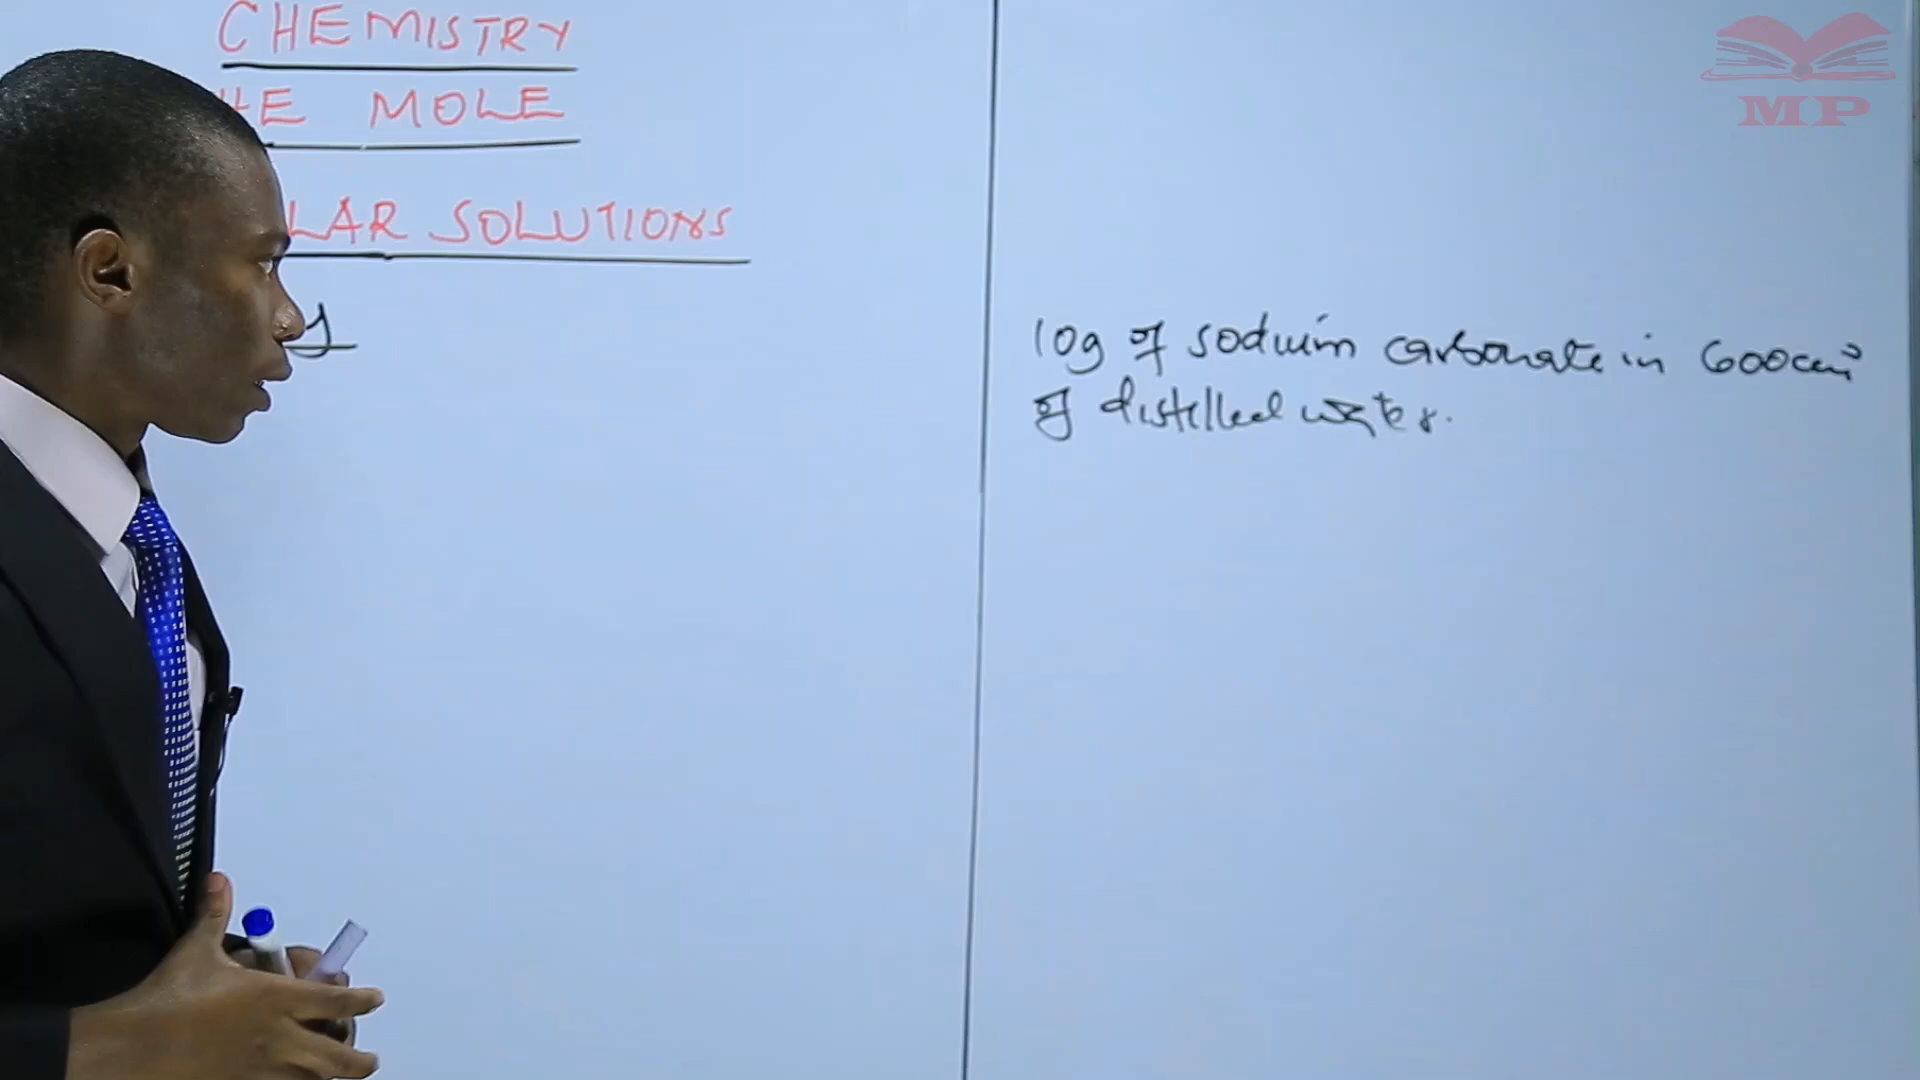 CHEMISTRY
HE MOLE
LAR SOLUTIONS
10g of sodium carbonate in 600cm³
of distilled water.
MP